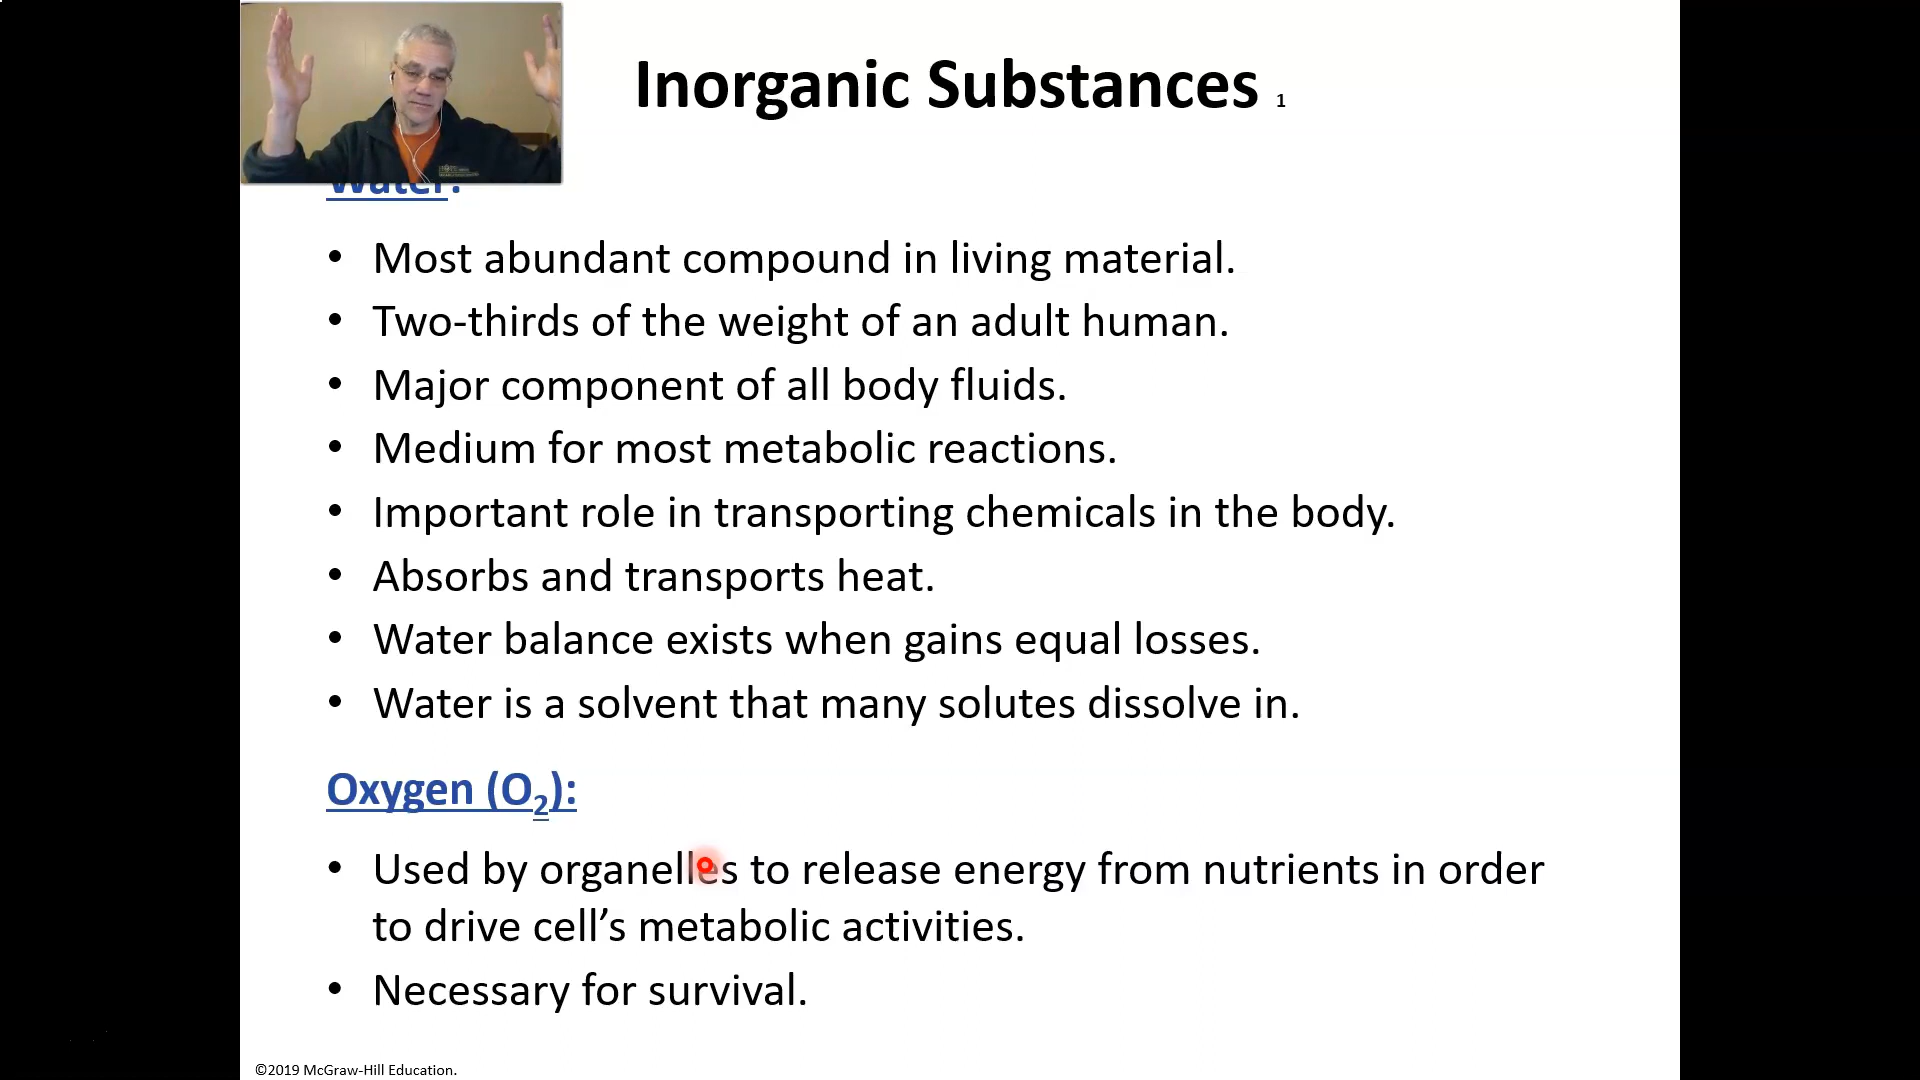 Inorganic Substances 1
Water:
• Most abundant compound in living material.
• Two-thirds of the weight of an adult human.
• Major component of all body fluids.
• Medium for most metabolic reactions.
• Important role in transporting chemicals in the body.
• Absorbs and transports heat.
• Water balance exists when gains equal losses.
• Water is a solvent that many solutes dissolve in.
Oxygen (O₂):
• Used by organelles to release energy from nutrients in order
to drive cell’s metabolic activities.
• Necessary for survival.
©2019 McGraw-Hill Education.